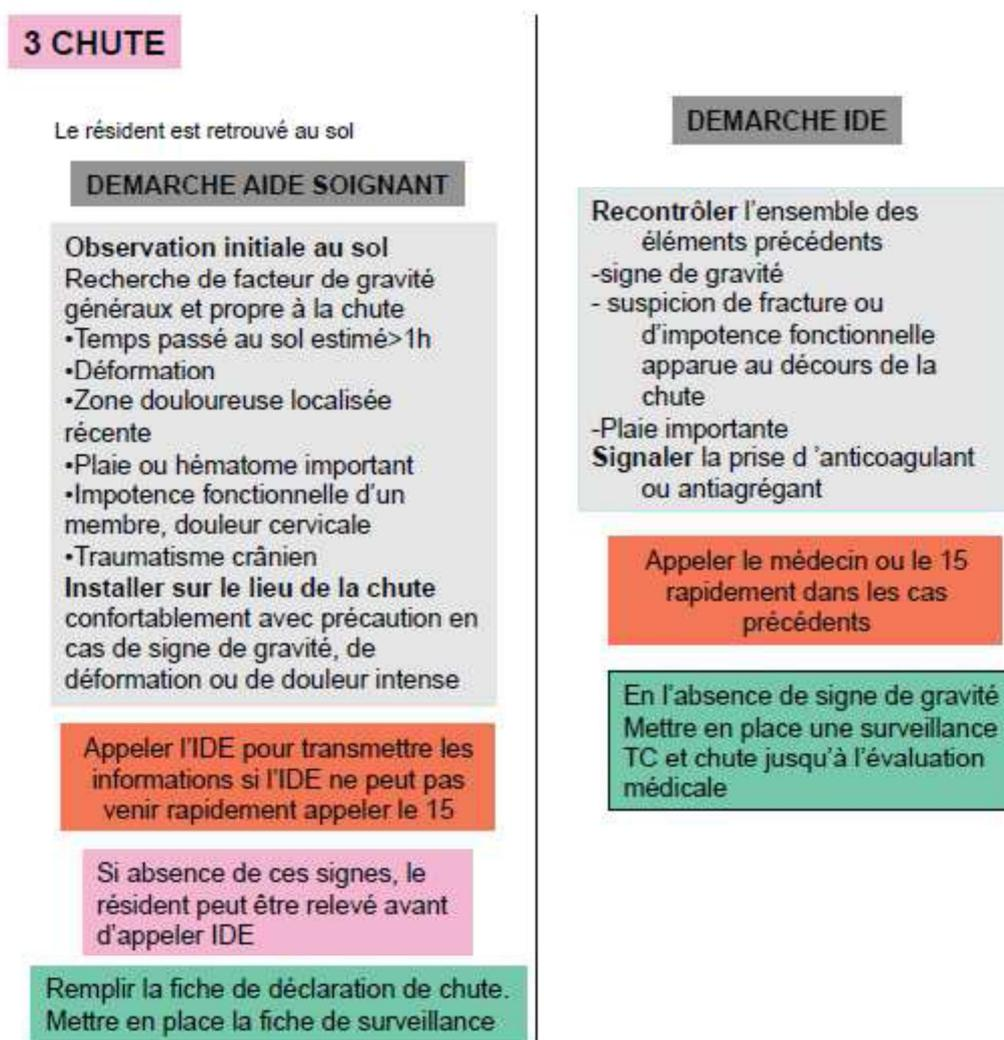 3 CHUTE
Le résident est retrouvé au sol
DEMARCHE AIDE SOIGNANT
Observation initiale au sol
Recherche de facteur de gravité
généraux et propre à la chute
•Temps passé au sol estimé>1h
•Déformation
•Zone douloureuse localisée
récente
•Plaie ou hématome important
•Impotence fonctionnelle d'un
membre, douleur cervicale
•Traumatisme crânien
Installer sur le lieu de la chute
confortablement avec précaution en
cas de signe de gravité, de
déformation ou de douleur intense
Appeler l'IDE pour transmettre les
informations si l'IDE ne peut pas
venir rapidement appeler le 15
Si absence de ces signes, le
résident peut être relevé avant
d'appeler IDE
Remplir la fiche de déclaration de chute.
Mettre en place la fiche de surveillance
DEMARCHE IDE
Recontrôler l'ensemble des
éléments précédents
-signe de gravité
- suspicion de fracture ou
d'impotence fonctionnelle
apparue au décours de la
chute
-Plaie importante
Signaler la prise d 'anticoagulant
ou antiagrégant
Appeler le médecin ou le 15
rapidement dans les cas
précédents
En l'absence de signe de gravité
Mettre en place une surveillance
TC et chute jusqu'à l'évaluation
médicale